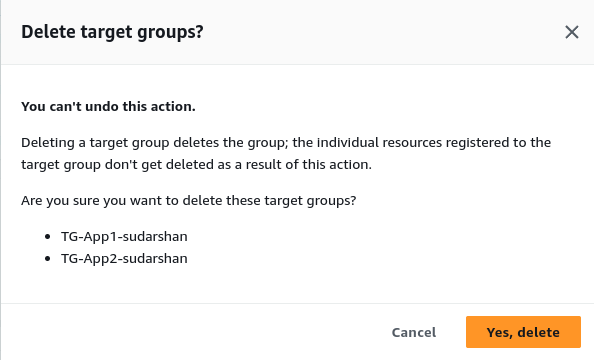 Delete target groups?
You can't undo this action.
Deleting a target group deletes the group; the individual resources registered to the
target group don't get deleted as a result of this action.
Are you sure you want to delete these target groups?
• TG-App1-sudarshan
• TG-App2-sudarshan
Cancel Yes, delete